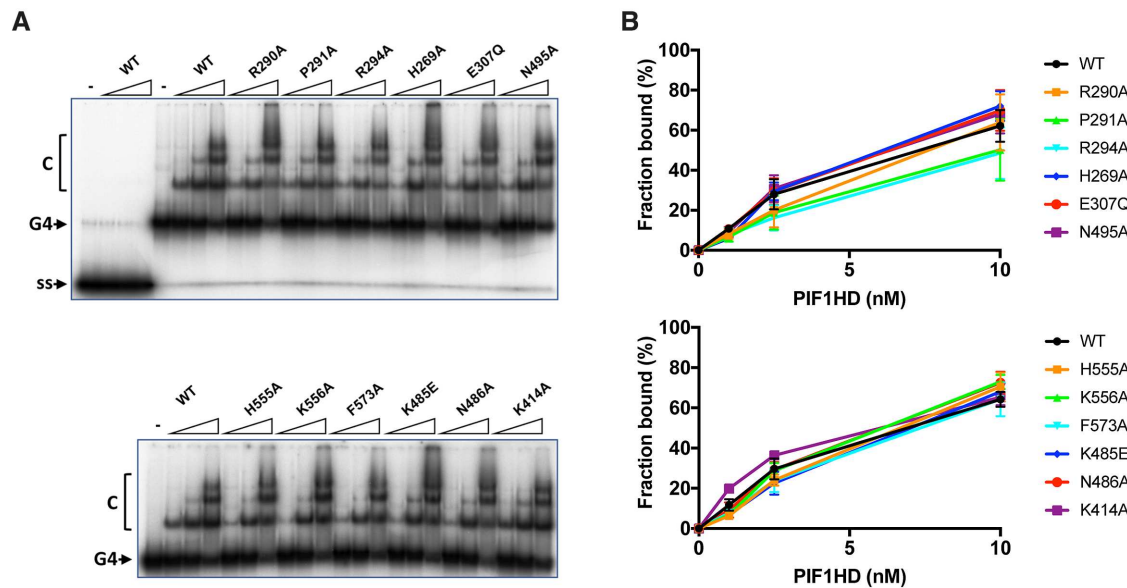 A
- WT - WT R290A P291A R294A H269A E307Q N495A
C
G4
ss
- WT H555A K556A F573A K485E N486A K414A
C
G4
B
100
80
60
40
20
0
Fraction bound (%)
0 5 10
PIF1HD (nM)
WT
R290A
P291A
R294A
H269A
E307Q
N495A
100
80
60
40
20
0
Fraction bound (%)
0 5 10
PIF1HD (nM)
WT
H555A
K556A
F573A
K485E
N486A
K414A